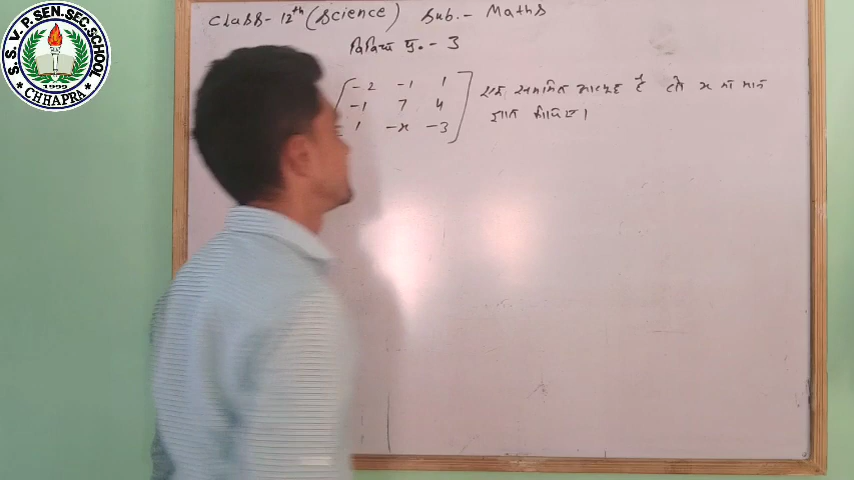 S.S.V.P.SEN.SEC.SCHOOL
1999
CHHAPRA
Class - 12th (Science) Sub.- Maths
विविध प्र.- 3
-2 -1 1 एक सममित आव्यूह है तो x का मान
-1 7 4 ज्ञात कीजिए।
1 -x -3